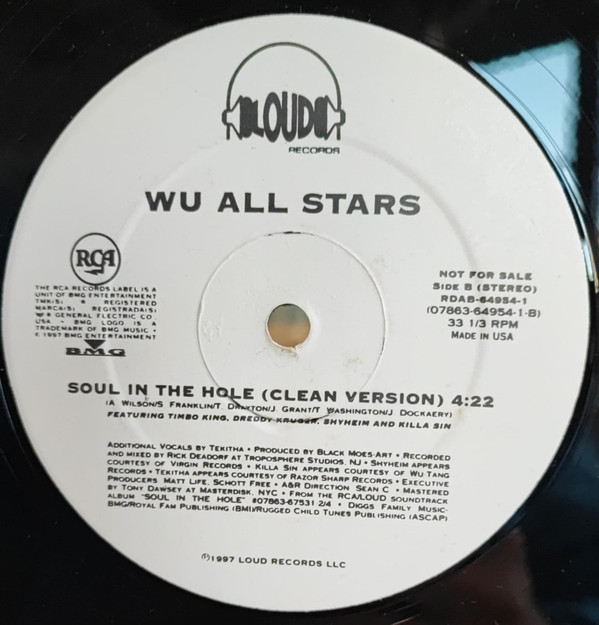 LOUD
RECORDS
WU ALL STARS
RCA
THE RCA RECORDS LABEL IS A
UNIT OF BMG ENTERTAINMENT
TMK(S) ® REGISTERED
MARCA(S) REGISTRADA(S)
GENERAL ELECTRIC CO.,
USA • BMG LOGO IS A
TRADEMARK OF BMG MUSIC •
© 1997 BMG ENTERTAINMENT
BMG
NOT FOR SALE
SIDE B (STEREO)
RDAB-64954-1
(07863-64954-1-B)
33 1/3 RPM
MADE IN USA
SOUL IN THE HOLE (CLEAN VERSION) 4:22
(A. WILSON/S. FRANKLIN/T. DRAYTON/J. GRANT/T. WASHINGTON/J. DOCKAERY)
FEATURING TIMBO KING, DREDDY KRUGER, SHYHEIM AND KILLA SIN
ADDITIONAL VOCALS BY TEKITHA • PRODUCED BY BLACK MOES-ART • RECORDED
AND MIXED BY RICK DEADORF AT TROPOSPHERE STUDIOS, NJ • SHYHEIM APPEARS
COURTESY OF VIRGIN RECORDS • KILLA SIN APPEARS COURTESY OF WU TANG
RECORDS • TEKITHA APPEARS COURTESY OF RAZOR SHARP RECORDS • EXECUTIVE
PRODUCERS MATT LIFE, SCHOTT FREE • A&R DIRECTION SEAN C • MASTERED
BY TONY DAWSEY AT MASTERDISK, NYC • FROM THE RCA/LOUD SOUNDTRACK
ALBUM "SOUL IN THE HOLE" #07863-67531-2/4 • DIGGS FAMILY MUSIC-
BMG/ROYAL FAM PUBLISHING (BMI)/RUGGED CHILD TUNES PUBLISHING (ASCAP)
℗1997 LOUD RECORDS LLC